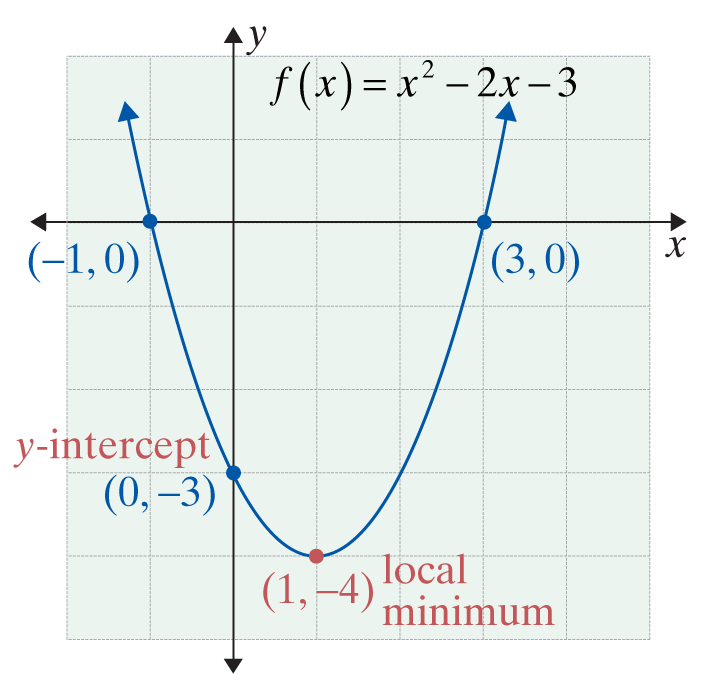 y
f(x) = x² − 2x − 3
x
(−1, 0)
(3, 0)
y-intercept
(0, −3)
(1, −4)
local
minimum